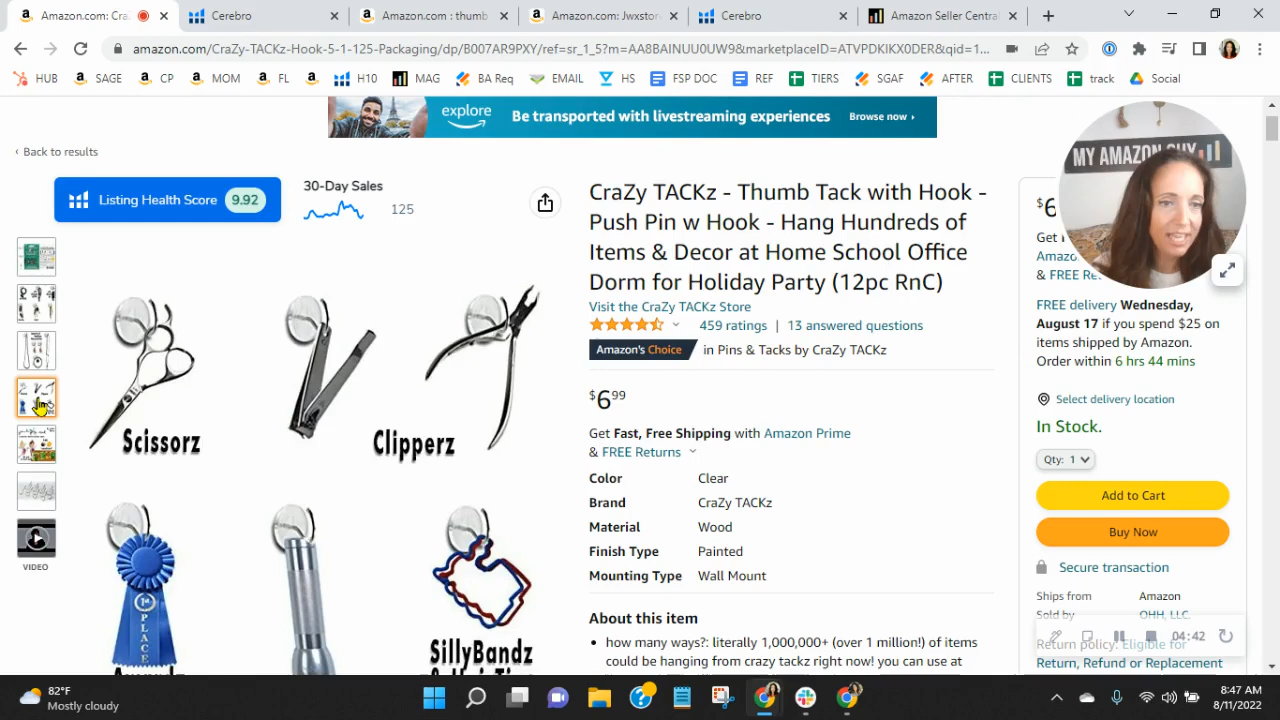 Amazon.com: Cra
Cerebro
Amazon.com : thumb
Amazon.com: Jwxstore
Cerebro
Amazon Seller Centra
amazon.com/CraZy-TACKz-Hook-5-1-125-Packaging/dp/B007AR9PXY/ref=sr_1_5?m=AA8BAINUU0UW9&marketplaceID=ATVPDKIKX0DER&qid=1...
HUB SAGE CP MOM FL H10 MAG BA Req EMAIL HS FSP DOC REF TIERS SGAF AFTER CLIENTS track Social
explore
Be transported with livestreaming experiences
Browse now ›
MY AMAZON GUY
‹ Back to results
Listing Health Score 9.92
30-Day Sales
125
CraZy TACKz - Thumb Tack with Hook -
Push Pin w Hook - Hang Hundreds of
Items & Decor at Home School Office
Dorm for Holiday Party (12pc RnC)
Visit the CraZy TACKz Store
459 ratings | 13 answered questions
Amazon's Choice in Pins & Tacks by CraZy TACKz
$6 99
Get Fast, Free Shipping with Amazon Prime
& FREE Returns
Color Clear
Brand CraZy TACKz
Material Wood
Finish Type Painted
Mounting Type Wall Mount
About this item
• how many ways?: literally 1,000,000+ (over 1 million!) of items
could be hanging from crazy tackz right now! you can use at
Scissorz
Clipperz
1st
PLACE
SillyBandz
VIDEO
$6
Get
Amazo
& FREE Re
FREE delivery Wednesday,
August 17 if you spend $25 on
items shipped by Amazon.
Order within 6 hrs 44 mins
Select delivery location
In Stock.
Qty: 1
Add to Cart
Buy Now
Secure transaction
Ships from Amazon
Sold by OHH, LLC.
04:42
Return policy: Eligible for
Return, Refund or Replacement
82°F
Mostly cloudy
8:47 AM
8/11/2022